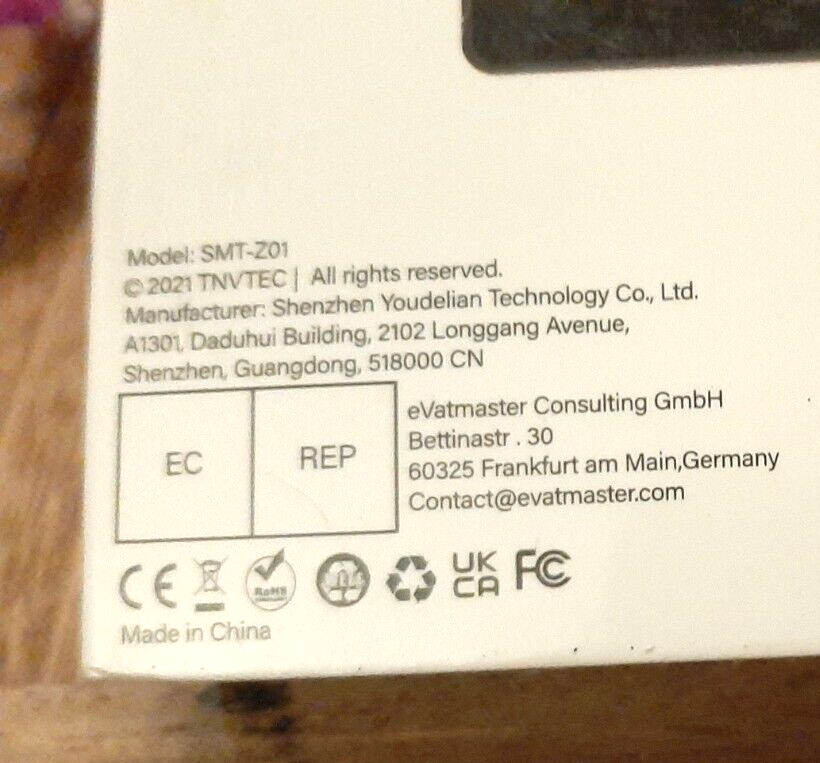 Model: SMT-Z01
© 2021 TNVTEC | All rights reserved.
Manufacturer: Shenzhen Youdelian Technology Co., Ltd.
A1301, Daduhui Building, 2102 Longgang Avenue,
Shenzhen, Guangdong, 518000 CN
EC REP
eVatmaster Consulting GmbH
Bettinastr . 30
60325 Frankfurt am Main,Germany
Contact@evatmaster.com
CE RoHS UK CA FC
Made in China